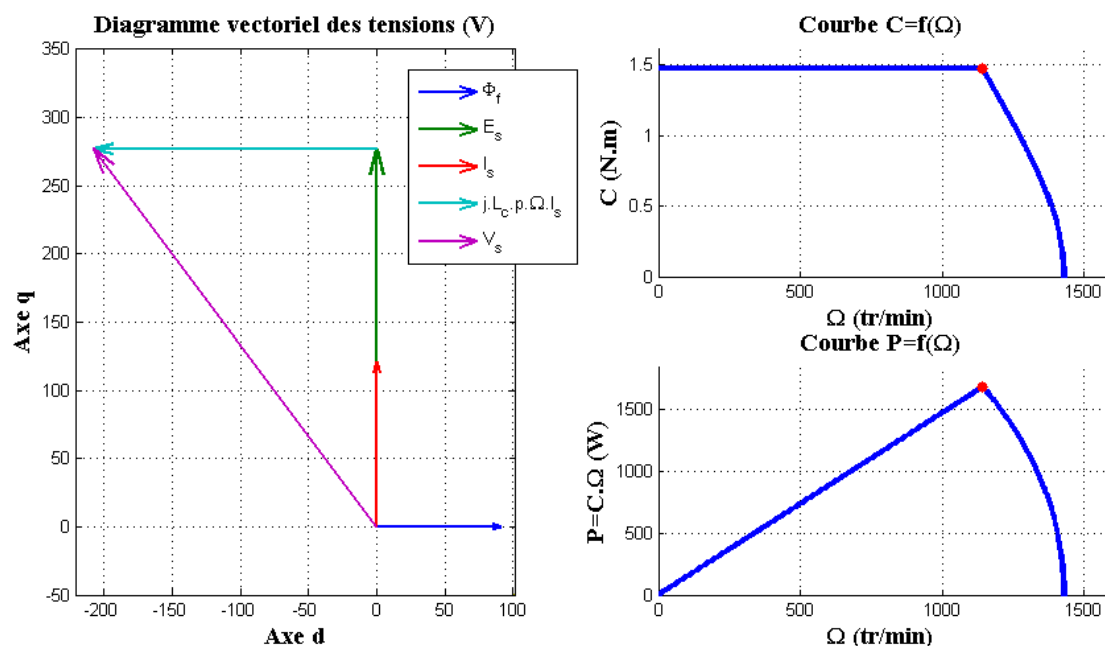 Diagramme vectoriel des tensions (V)
350
300
250
200
150
100
50
0
-50
-200
-150
-100
-50
0
50
100
Axe q
Axe d
Φf
Es
Is
j.Lc.p.Ω.Is
Vs
Courbe C=f(Ω)
1.5
1
0.5
0
0
500
1000
1500
C (N.m)
Ω (tr/min)
Courbe P=f(Ω)
1500
1000
500
0
0
500
1000
1500
P=C.Ω (W)
Ω (tr/min)